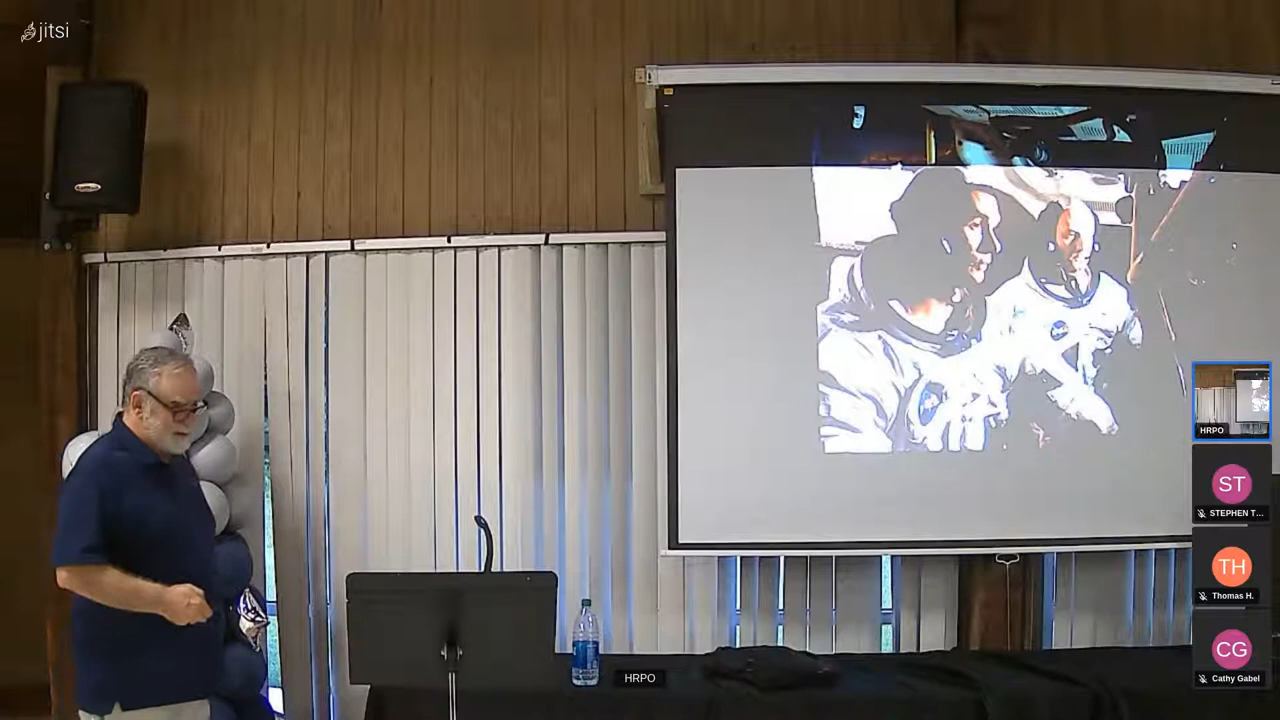 jitsi
HRPO
STEPHEN T...
ST
TH
Thomas H.
CG
Cathy Gabel
HRPO